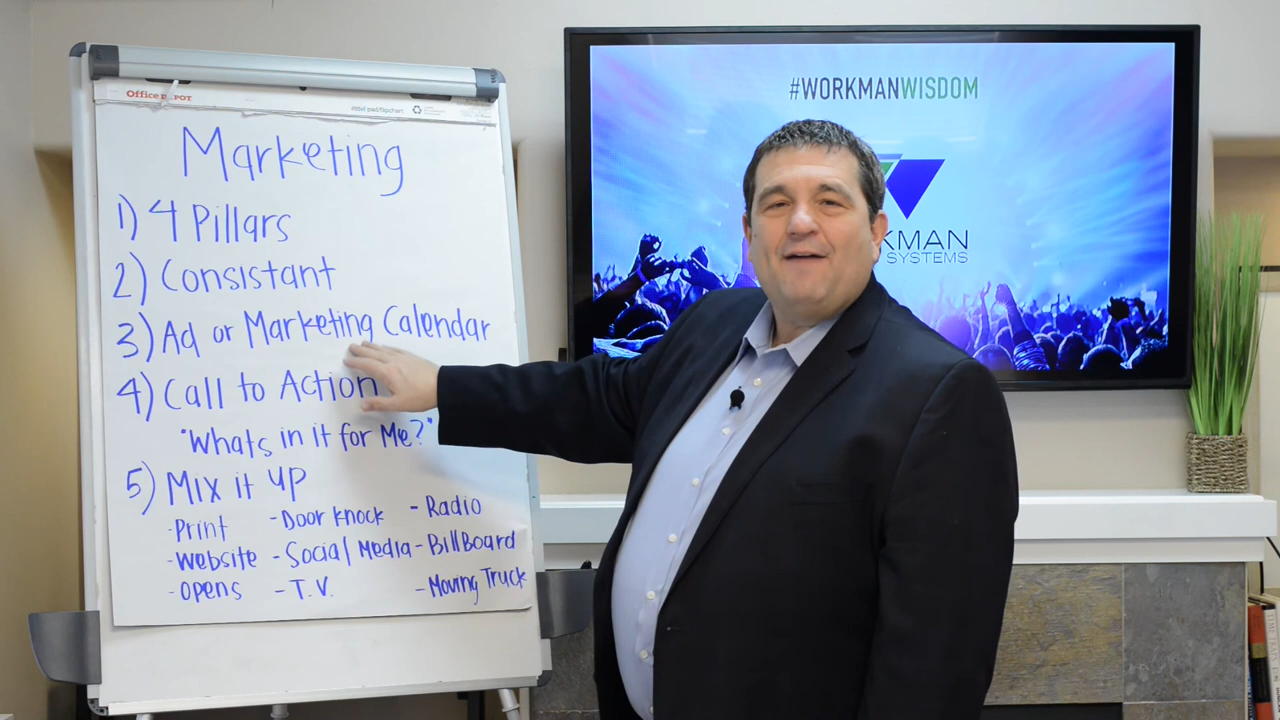 Office DEPOT
Marketing
1) 4 Pillars
2) Consistant
3) Ad or Marketing Calendar
4) Call to Action
"Whats in it for Me?"
5) Mix it up
-Print -Door knock -Radio
-Website -Social Media -BillBoard
-Opens -T.V. -Moving Truck
#WORKMANWISDOM
KMAN
SYSTEMS